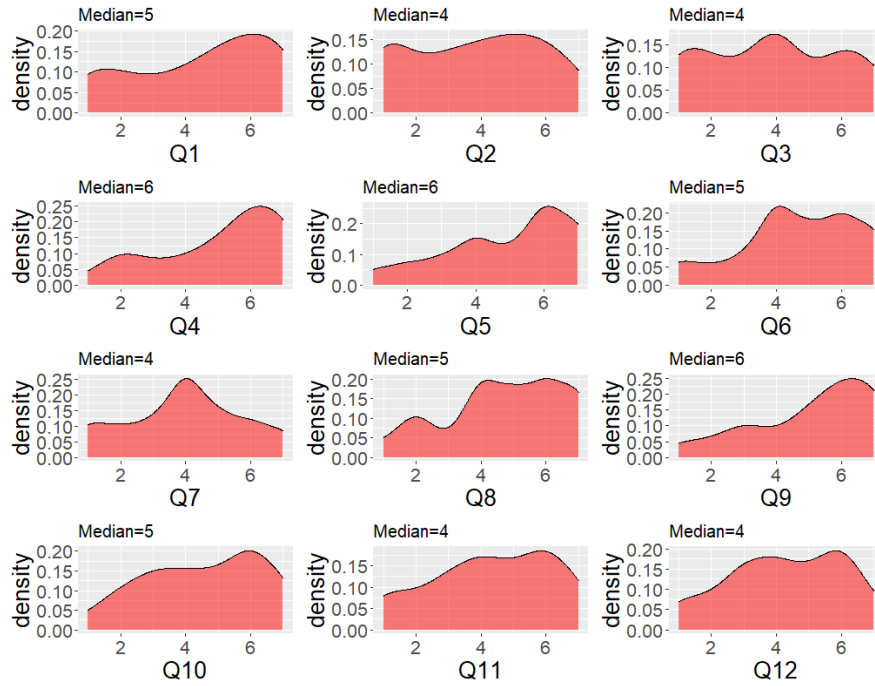 Median=5
0.20
0.15
0.10
0.05
0.00
density
2 4 6
Q1
Median=4
0.15
0.10
0.05
0.00
density
2 4 6
Q2
Median=4
0.15
0.10
0.05
0.00
density
2 4 6
Q3
Median=6
0.25
0.20
0.15
0.10
0.05
0.00
density
2 4 6
Q4
Median=6
0.2
0.1
0.0
density
2 4 6
Q5
Median=5
0.20
0.15
0.10
0.05
0.00
density
2 4 6
Q6
Median=4
0.25
0.20
0.15
0.10
0.05
0.00
density
2 4 6
Q7
Median=5
0.20
0.15
0.10
0.05
0.00
density
2 4 6
Q8
Median=6
0.25
0.20
0.15
0.10
0.05
0.00
density
2 4 6
Q9
Median=5
0.20
0.15
0.10
0.05
0.00
density
2 4 6
Q10
Median=4
0.15
0.10
0.05
0.00
density
2 4 6
Q11
Median=4
0.20
0.15
0.10
0.05
0.00
density
2 4 6
Q12